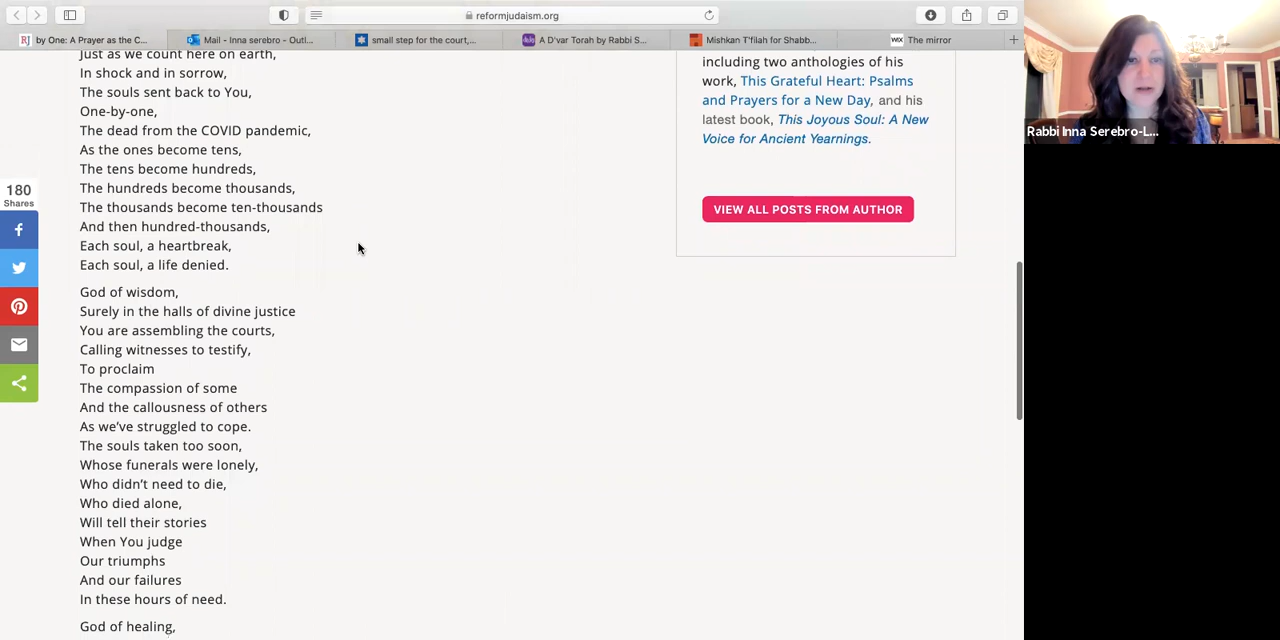 reformjudaism.org
by One: A Prayer as the C...
Mail - Inna serebro - Outl...
small step for the court,...
A D'var Torah by Rabbi S...
Mishkan T'filah for Shabb...
WIX The mirror
Just as we count here on earth,
In shock and in sorrow,
The souls sent back to You,
One-by-one,
The dead from the COVID pandemic,
As the ones become tens,
The tens become hundreds,
The hundreds become thousands,
The thousands become ten-thousands
And then hundred-thousands,
Each soul, a heartbreak,
Each soul, a life denied.
God of wisdom,
Surely in the halls of divine justice
You are assembling the courts,
Calling witnesses to testify,
To proclaim
The compassion of some
And the callousness of others
As we've struggled to cope.
The souls taken too soon,
Whose funerals were lonely,
Who didn't need to die,
Who died alone,
Will tell their stories
When You judge
Our triumphs
And our failures
In these hours of need.
God of healing,
180
Shares
including two anthologies of his
work, This Grateful Heart: Psalms
and Prayers for a New Day, and his
latest book, This Joyous Soul: A New
Voice for Ancient Yearnings.
VIEW ALL POSTS FROM AUTHOR
Rabbi Inna Serebro-L...